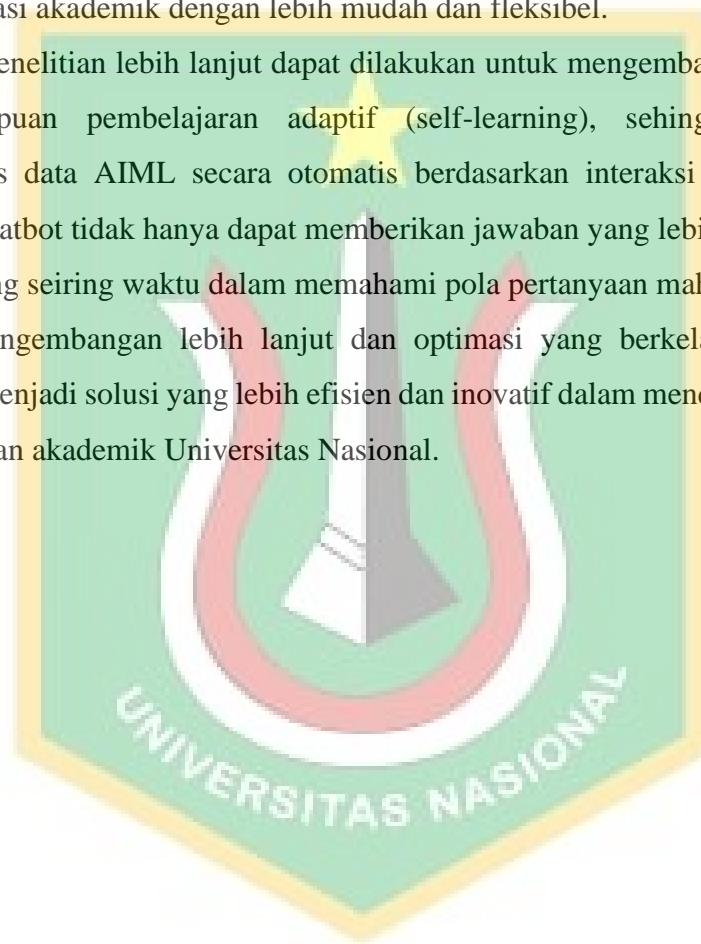 asi akademik dengan lebih mudah dan fleksibel.
enelitian lebih lanjut dapat dilakukan untuk mengemba
puan pembelajaran adaptif (self-learning), sehing
s data AIML secara otomatis berdasarkan interaksi
atbot tidak hanya dapat memberikan jawaban yang lebi
ng seiring waktu dalam memahami pola pertanyaan mah
ngembangan lebih lanjut dan optimasi yang berkela
enjadi solusi yang lebih efisien dan inovatif dalam mend
an akademik Universitas Nasional.
UNIVERSITAS NASIONAL